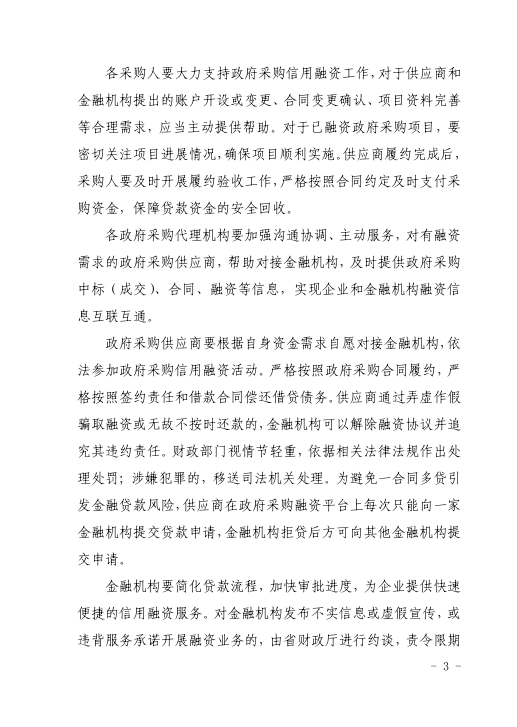 各采购人要大力支持政府采购信用融资工作,对于供应商和
金融机构提出的账户开设或变更、合同变更确认、项目资料完善
等合理需求，应当主动提供帮助。对于已融资政府采购项目，要
密切关注项目进展情况,确保项目顺利实施。供应商履约完成后,
采购人要及时开展履约验收工作,严格按照合同约定及时支付采
购资金，保障贷款资金的安全回收。
各政府采购代理机构要加强沟通协调、主动服务，对有融资
需求的政府采购供应商，帮助对接金融机构，及时提供政府采购
中标（成交）、合同、融资等信息，实现企业和金融机构融资信
息互联互通。
政府采购供应商要根据自身资金需求自愿对接金融机构,依
法参加政府采购信用融资活动。严格按照政府采购合同履约，严
格按照签约责任和借款合同偿还借贷债务。供应商通过弄虚作假
骗取融资或无故不按时还款的,金融机构可以解除融资协议并追
究其违约责任。财政部门视情节轻重，依据相关法律法规作出处
理处罚；涉嫌犯罪的，移送司法机关处理。为避免一合同多贷引
发金融贷款风险,供应商在政府采购融资平台上每次只能向一家
金融机构提交贷款申请,金融机构拒贷后方可向其他金融机构提
交申请。
金融机构要简化贷款流程，加快审批进度，为企业提供快速
便捷的信用融资服务。对金融机构发布不实信息或虚假宣传，或
违背服务承诺开展融资业务的，由省财政厅进行约谈，责令限期
- 3 -